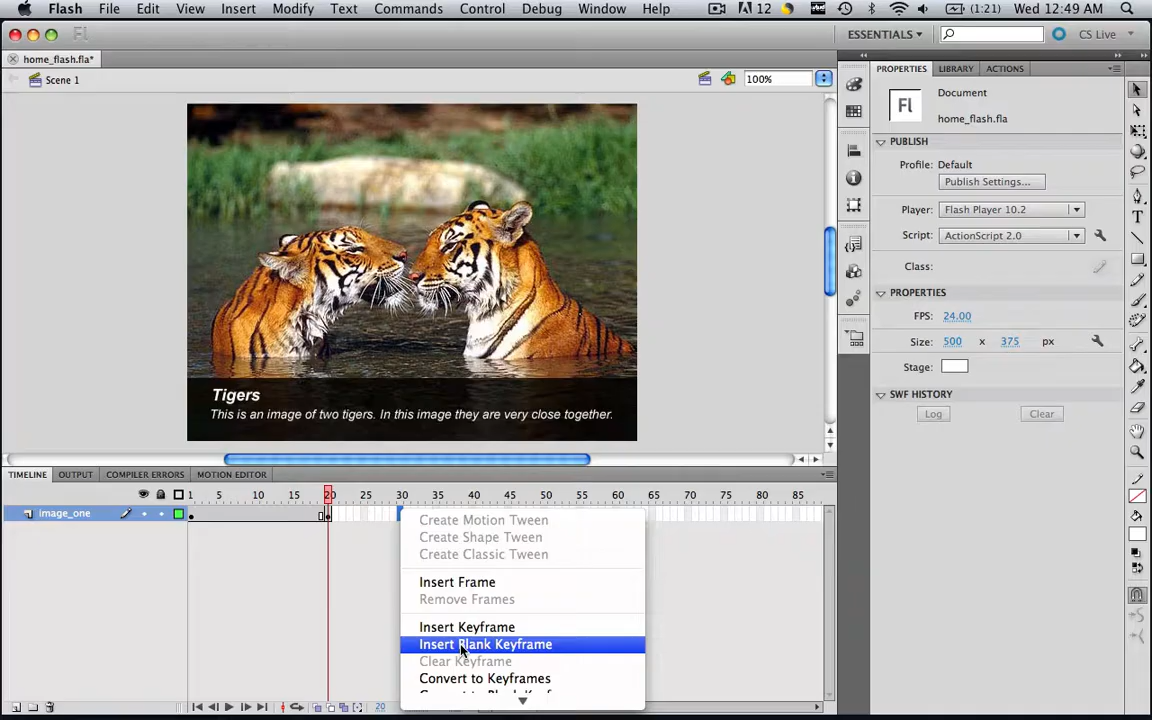 Flash File Edit View Insert Modify Text Commands Control Debug Window Help 12 (1:21) Wed 12:49 AM
Fl ESSENTIALS CS Live
home_flash.fla*
Scene 1 100%
PROPERTIES LIBRARY ACTIONS
Fl Document
home_flash.fla
PUBLISH
Profile: Default
Publish Settings...
Player: Flash Player 10.2
Script: ActionScript 2.0
Class:
PROPERTIES
FPS: 24.00
Size: 500 x 375 px
Stage:
SWF HISTORY
Log Clear
Tigers
This is an image of two tigers. In this image they are very close together.
TIMELINE OUTPUT COMPILER ERRORS MOTION EDITOR
1 5 10 15 20 25 30 35 40 45 50 55 60 65 70 75 80 85
image_one
Create Motion Tween
Create Shape Tween
Create Classic Tween
Insert Frame
Remove Frames
Insert Keyframe
Insert Blank Keyframe
Clear Keyframe
Convert to Keyframes
20